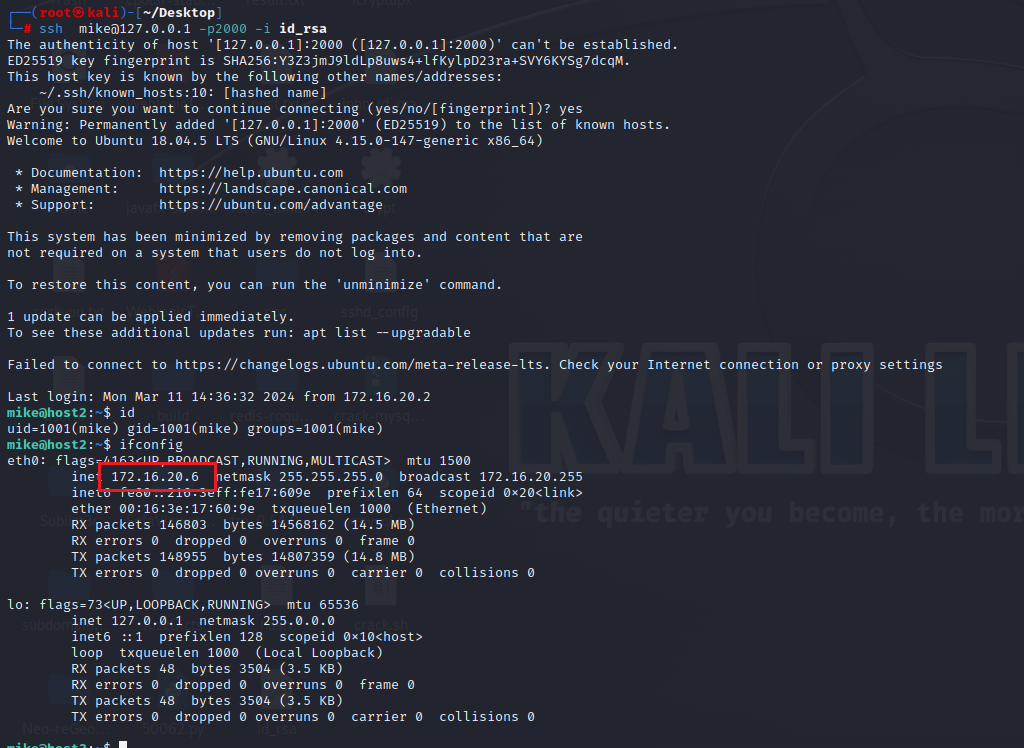 ┌──(root㉿kali)-[~/Desktop]
└─# ssh  mike@127.0.0.1 -p2000 -i id_rsa
The authenticity of host '[127.0.0.1]:2000 ([127.0.0.1]:2000)' can't be established.
ED25519 key fingerprint is SHA256:Y3Z3jmJ9ldLp8uws4+lfKylpD23ra+SVY6KYSg7dcqM.
This host key is known by the following other names/addresses:
    ~/.ssh/known_hosts:10: [hashed name]
Are you sure you want to continue connecting (yes/no/[fingerprint])? yes
Warning: Permanently added '[127.0.0.1]:2000' (ED25519) to the list of known hosts.
Welcome to Ubuntu 18.04.5 LTS (GNU/Linux 4.15.0-147-generic x86_64)

 * Documentation:  https://help.ubuntu.com
 * Management:     https://landscape.canonical.com
 * Support:        https://ubuntu.com/advantage

This system has been minimized by removing packages and content that are
not required on a system that users do not log into.

To restore this content, you can run the 'unminimize' command.

1 update can be applied immediately.
To see these additional updates run: apt list --upgradable

Failed to connect to https://changelogs.ubuntu.com/meta-release-lts. Check your Internet connection or proxy settings

Last login: Mon Mar 11 14:36:32 2024 from 172.16.20.2
mike@host2:~$ id
uid=1001(mike) gid=1001(mike) groups=1001(mike)
mike@host2:~$ ifconfig
eth0: flags=4163<UP,BROADCAST,RUNNING,MULTICAST>  mtu 1500
        inet 172.16.20.6  netmask 255.255.255.0  broadcast 172.16.20.255
        inet6 fe80::216:3eff:fe17:609e  prefixlen 64  scopeid 0x20<link>
        ether 00:16:3e:17:60:9e  txqueuelen 1000  (Ethernet)
        RX packets 146803  bytes 14568162 (14.5 MB)
        RX errors 0  dropped 0  overruns 0  frame 0
        TX packets 148955  bytes 14807359 (14.8 MB)
        TX errors 0  dropped 0 overruns 0  carrier 0  collisions 0

lo: flags=73<UP,LOOPBACK,RUNNING>  mtu 65536
        inet 127.0.0.1  netmask 255.0.0.0
        inet6 ::1  prefixlen 128  scopeid 0x10<host>
        loop  txqueuelen 1000  (Local Loopback)
        RX packets 48  bytes 3504 (3.5 KB)
        RX errors 0  dropped 0  overruns 0  frame 0
        TX packets 48  bytes 3504 (3.5 KB)
        TX errors 0  dropped 0 overruns 0  carrier 0  collisions 0

mike@host2:~$
KALI LI
"the quieter you become, the mor
sshd_config
build
crack.sh
50062.py
id_rsa